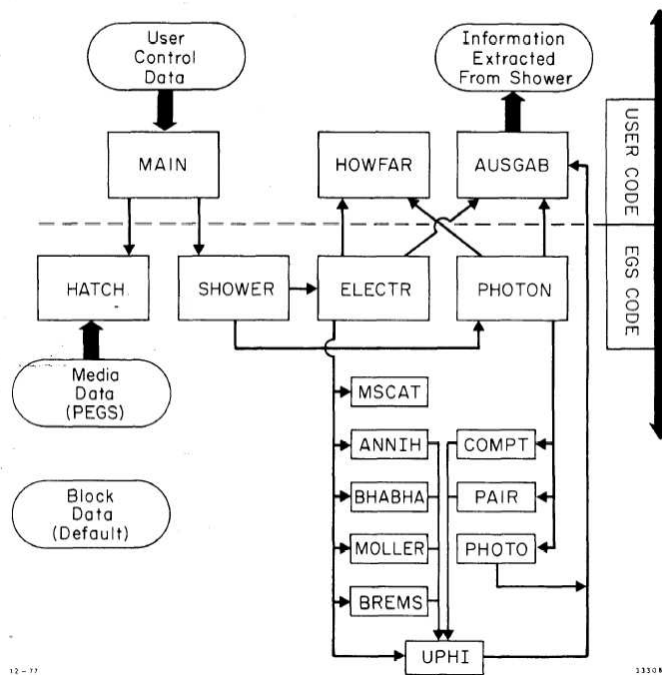 User
Control
Data
Information
Extracted
From Shower
MAIN
HOWFAR
AUSGAB
USER CODE
HATCH
SHOWER
ELECTR
PHOTON
EGS CODE
Media
Data
(PEGS)
MSCAT
ANNIH
COMPT
Block
Data
(Default)
BHABHA
PAIR
MOLLER
PHOTO
BREMS
UPHI
12-77